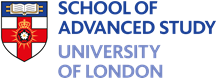 SCHOOL OF
ADVANCED STUDY
UNIVERSITY
OF LONDON